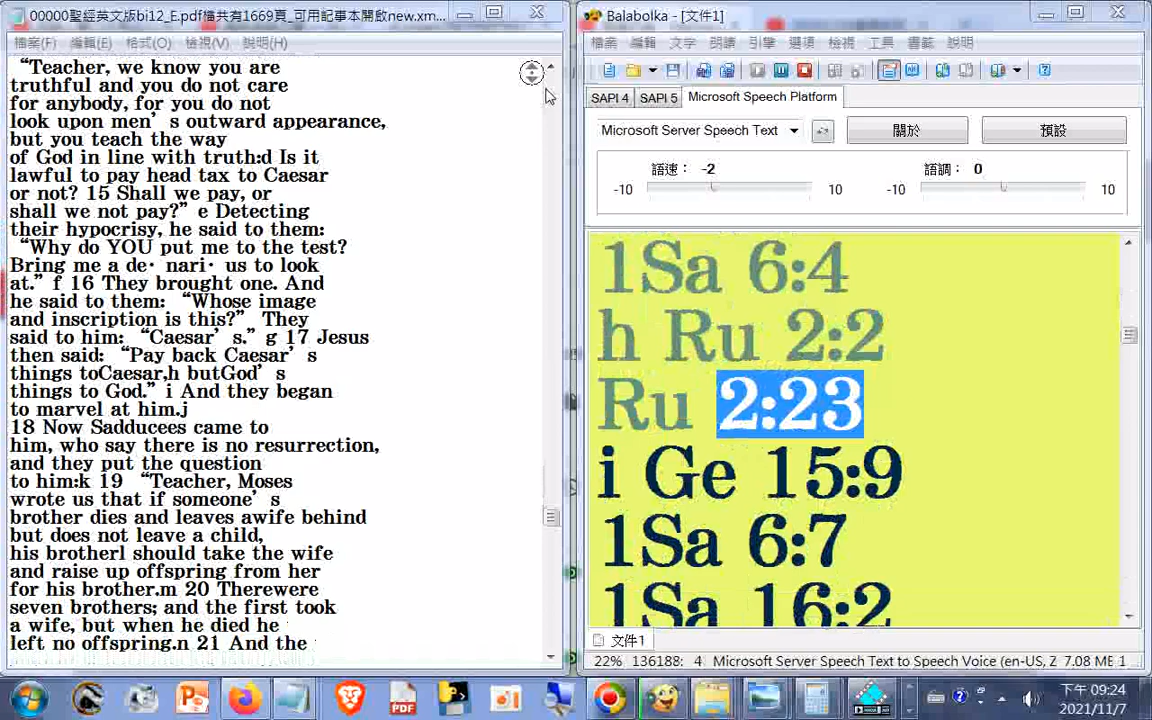 00000聖經英文版bi12_E.pdf檔共有1669頁_可用記事本開啟new.xm...
檔案(F) 編輯(E) 格式(O) 檢視(V) 說明(H)
“Teacher, we know you are
truthful and you do not care
for anybody, for you do not
look upon men’s outward appearance,
but you teach the way
of God in line with truth:d Is it
lawful to pay head tax to Caesar
or not? 15 Shall we pay, or
shall we not pay?” e Detecting
their hypocrisy, he said to them:
“Why do YOU put me to the test?
Bring me a de·nari·us to look
at.” f 16 They brought one. And
he said to them: “Whose image
and inscription is this?” They
said to him: “Caesar’s.”g 17 Jesus
then said: “Pay back Caesar’s
things toCaesar,h butGod’s
things to God.” i And they began
to marvel at him.j
18 Now Sadducees came to
him, who say there is no resurrection,
and they put the question
to him:k 19 “Teacher, Moses
wrote us that if someone’s
brother dies and leaves awife behind
but does not leave a child,
his brotherl should take the wife
and raise up offspring from her
for his brother.m 20 Therewere
seven brothers; and the first took
a wife, but when he died he
left no offspring.n 21 And the
Balabolka - [文件1]
檔案 編輯 文字 朗讀 引擎 選項 檢視 工具 書籤 說明
SAPI 4 SAPI 5 Microsoft Speech Platform
Microsoft Server Speech Text 關於 預設
語速： -2 語調： 0
-10 10 -10 10
1Sa 6:4
h Ru 2:2
Ru 2:23
i Ge 15:9
1Sa 6:7
1Sa 16:2
文件1
22% 136188: 4 Microsoft Server Speech Text to Speech Voice (en-US, Z 7.08 MB 1
PDF
下午 09:24
2021/11/7